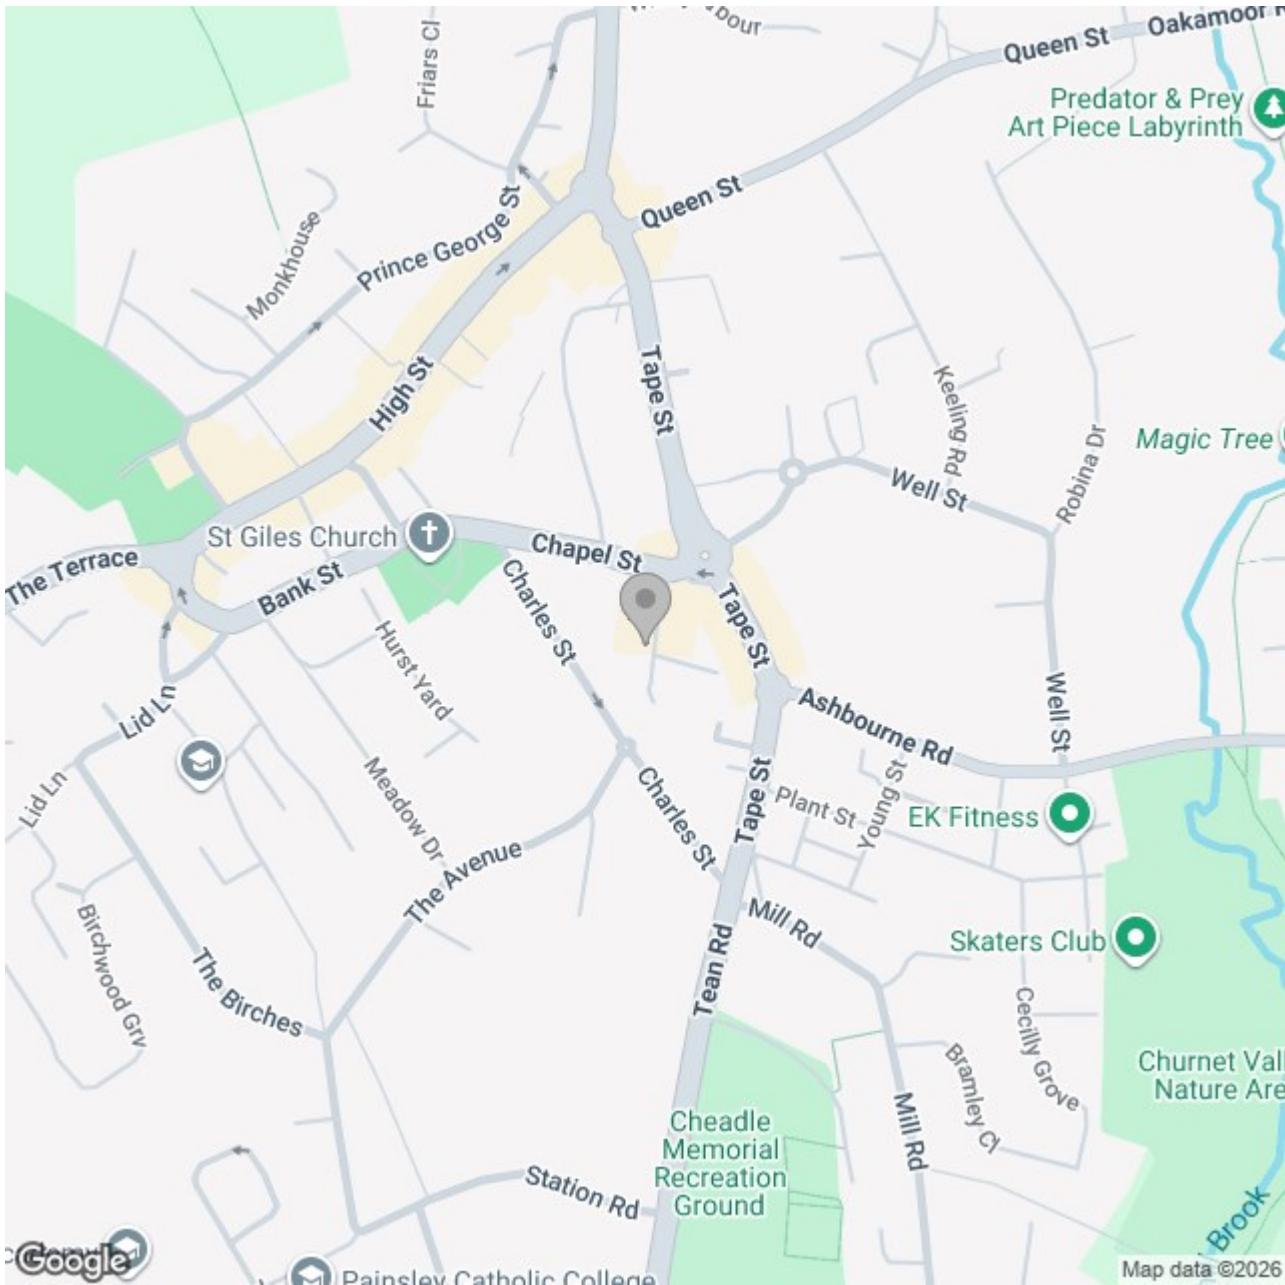 Friars Cl
Queen St
Oakamoor R
Predator & Prey
Art Piece Labyrinth
Queen St
Prince George St
Monkhouse
High St
Tape St
Keeling Rd
Robina Dr
Magic Tree
Well St
St Giles Church
The Terrace
Bank St
Chapel St
Charles St
Tape St
Hurst Yard
Lid Ln
Well St
Ashbourne Rd
Lid Ln
Meadow Dr
Charles St
Tape St
Plant St
Young St
EK Fitness
The Avenue
Birchwood Grv
The Birches
Mill Rd
Skaters Club
Tean Rd
Cecilly Grove
Bramley Cl
Churnet Vall
Nature Are
Mill Rd
Cheadle
Memorial
Recreation
Ground
Station Rd
Brook
Google
Painsley Catholic College
Map data ©2026